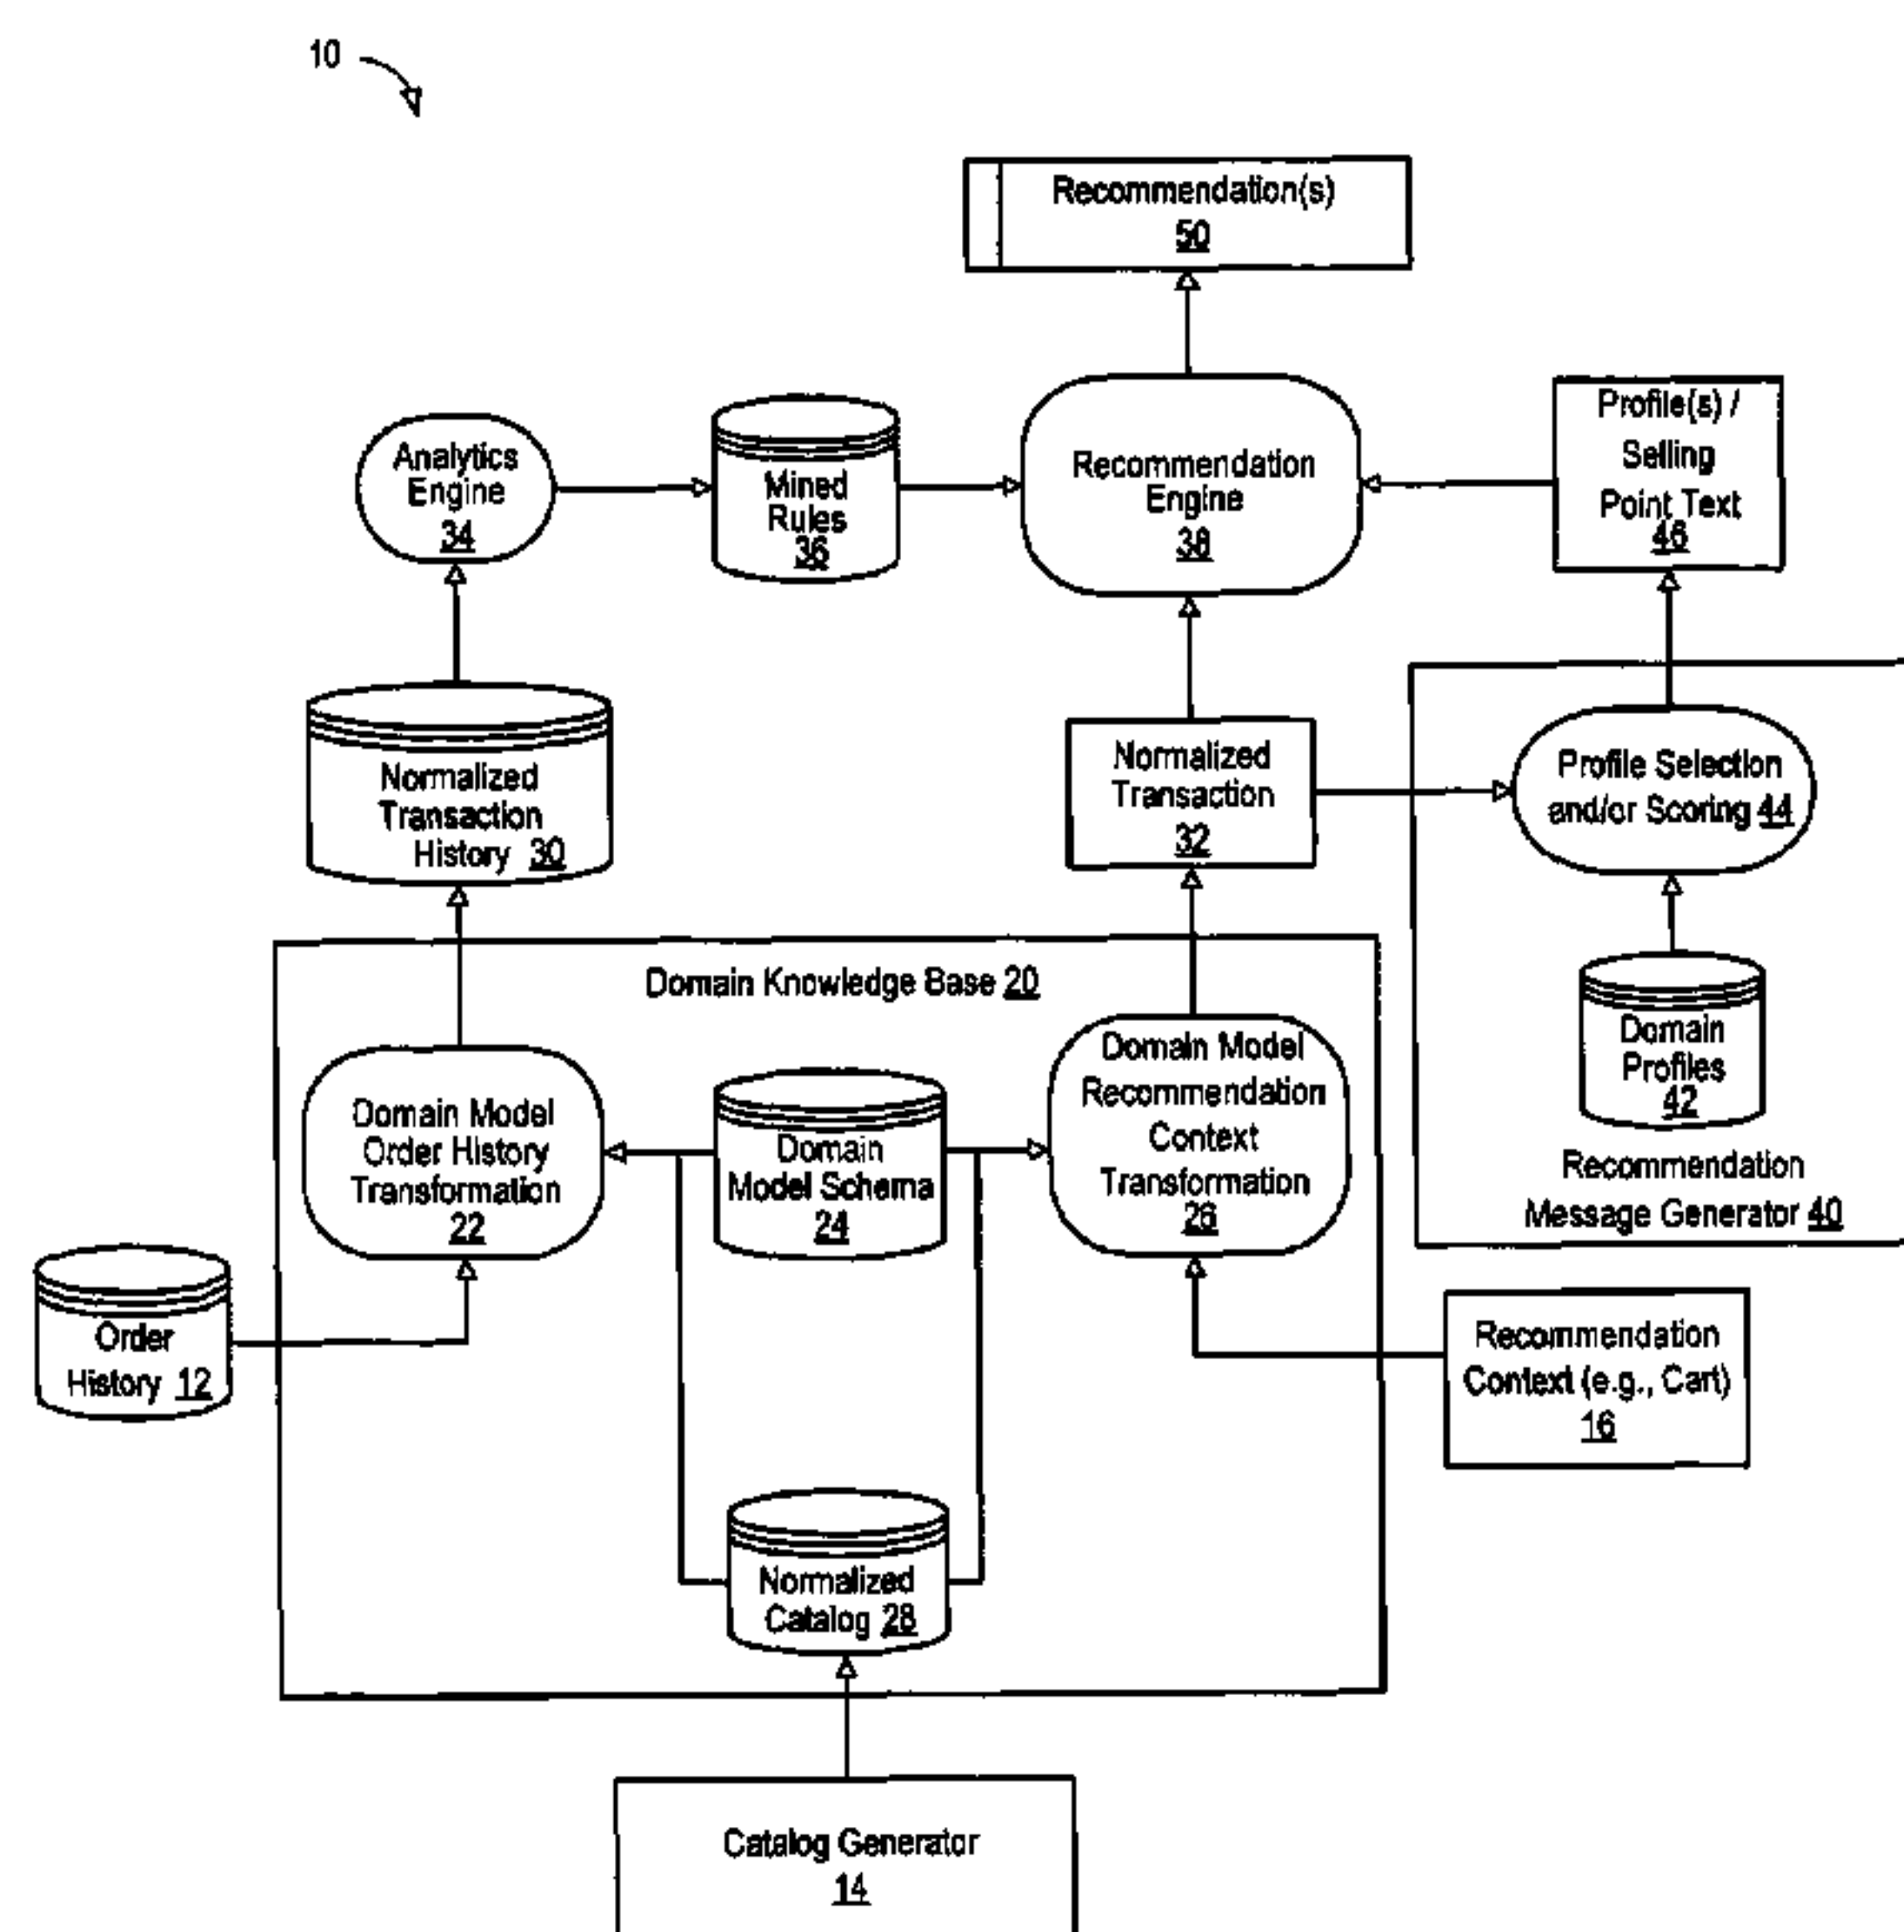 10
Recommendation(s)
50
Analytics
Engine
34
Mined
Rules
36
Recommendation
Engine
38
Profile(s) /
Selling
Point Text
46
Normalized
Transaction
History 30
Normalized
Transaction
32
Profile Selection
and/or Scoring 44
Domain Knowledge Base 20
Domain Model
Order History
Transformation
22
Domain
Model Schema
24
Domain Model
Recommendation
Context
Transformation
26
Domain
Profiles
42
Recommendation
Message Generator 40
Order
History 12
Recommendation
Context (e.g., Cart)
16
Normalized
Catalog 28
Catalog Generator
14